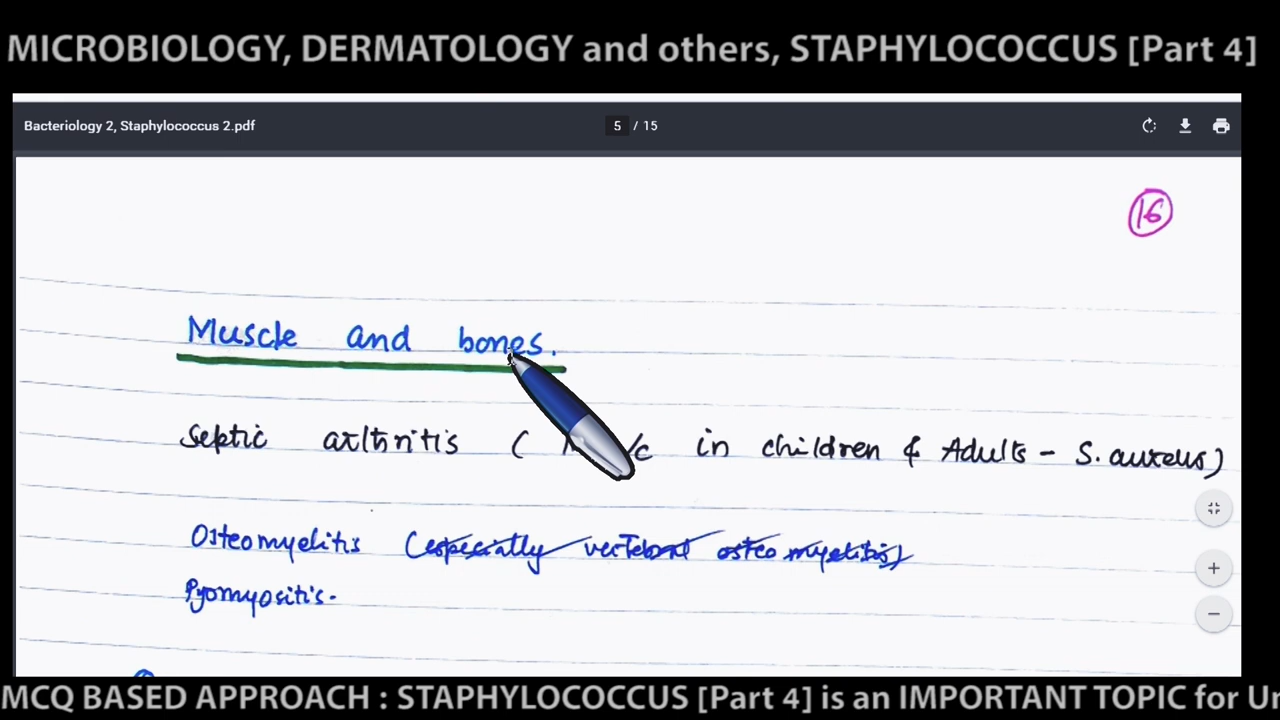 MICROBIOLOGY, DERMATOLOGY and others, STAPHYLOCOCCUS [Part 4]
Bacteriology 2, Staphylococcus 2.pdf
5 / 15
16
Muscle and bones.
Septic arthritis ( /c in children & Adults - S. aureus)
Osteomyelitis (especially vertebral osteomyelitis)
Pyomyositis.
MCQ BASED APPROACH : STAPHYLOCOCCUS [Part 4] is an IMPORTANT TOPIC for Ur